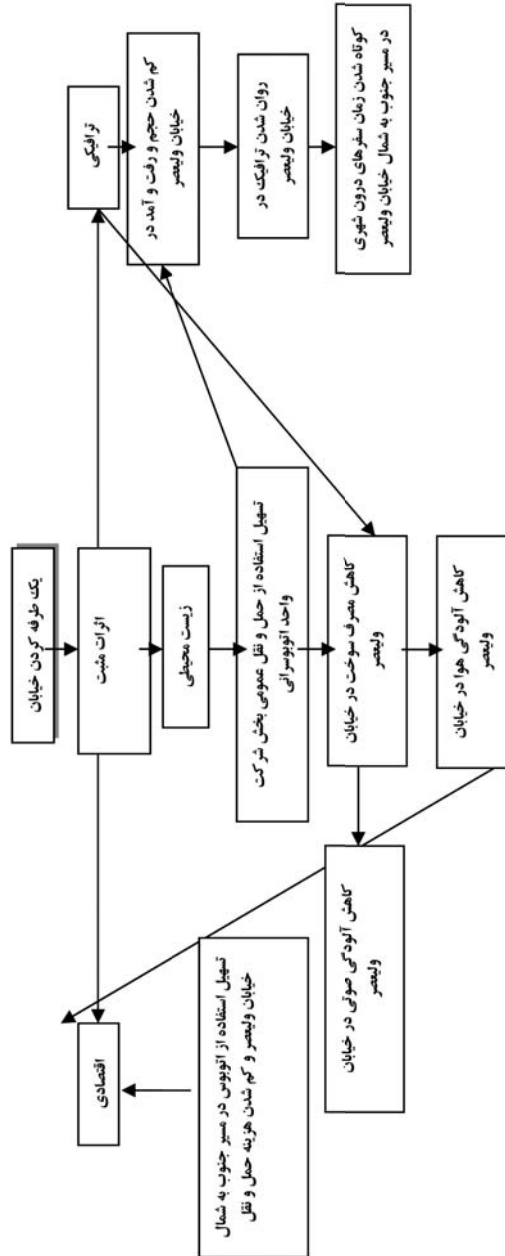 یک طرفه کردن خیابان
اثرات مثبت
ترافیکی
زیست محیطی
اقتصادی
کم شدن حجم و رفت و آمد در
خیابان ولیعصر
روان شدن ترافیک در
خیابان ولیعصر
کوتاه شدن زمان سفرهای درون شهری
در مسیر جنوب به شمال خیابان ولیعصر
تسهیل استفاده از حمل و نقل عمومی بخش شرکت
واحد اتوبوسرانی
کاهش مصرف سوخت در خیابان
ولیعصر
کاهش آلودگی هوا در خیابان
ولیعصر
کاهش آلودگی صوتی در خیابان
ولیعصر
تسهیل استفاده از اتوبوس در مسیر جنوب به شمال
خیابان ولیعصر و کم شدن هزینه حمل و نقل